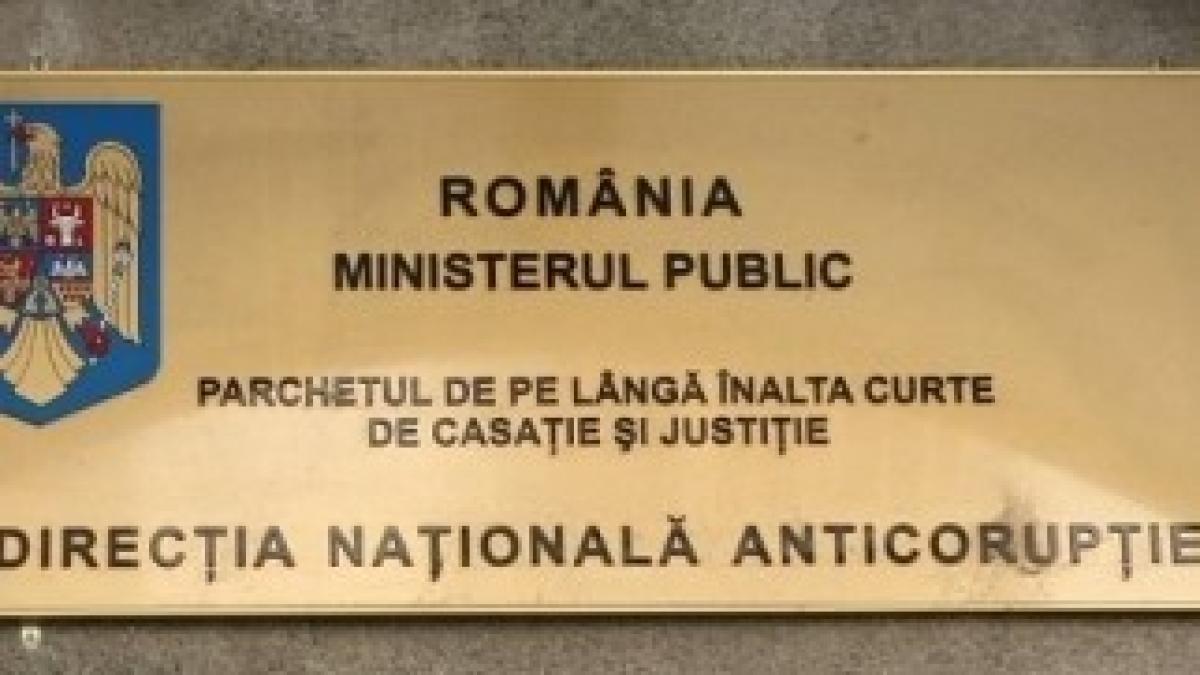 ROMÂNIA
MINISTERUL PUBLIC
PARCHETUL DE PE LÂNGĂ ÎNALTA CURTE
DE CASAŢIE ŞI JUSTIŢIE
DIRECŢIA NAŢIONALĂ ANTICORUPŢIE